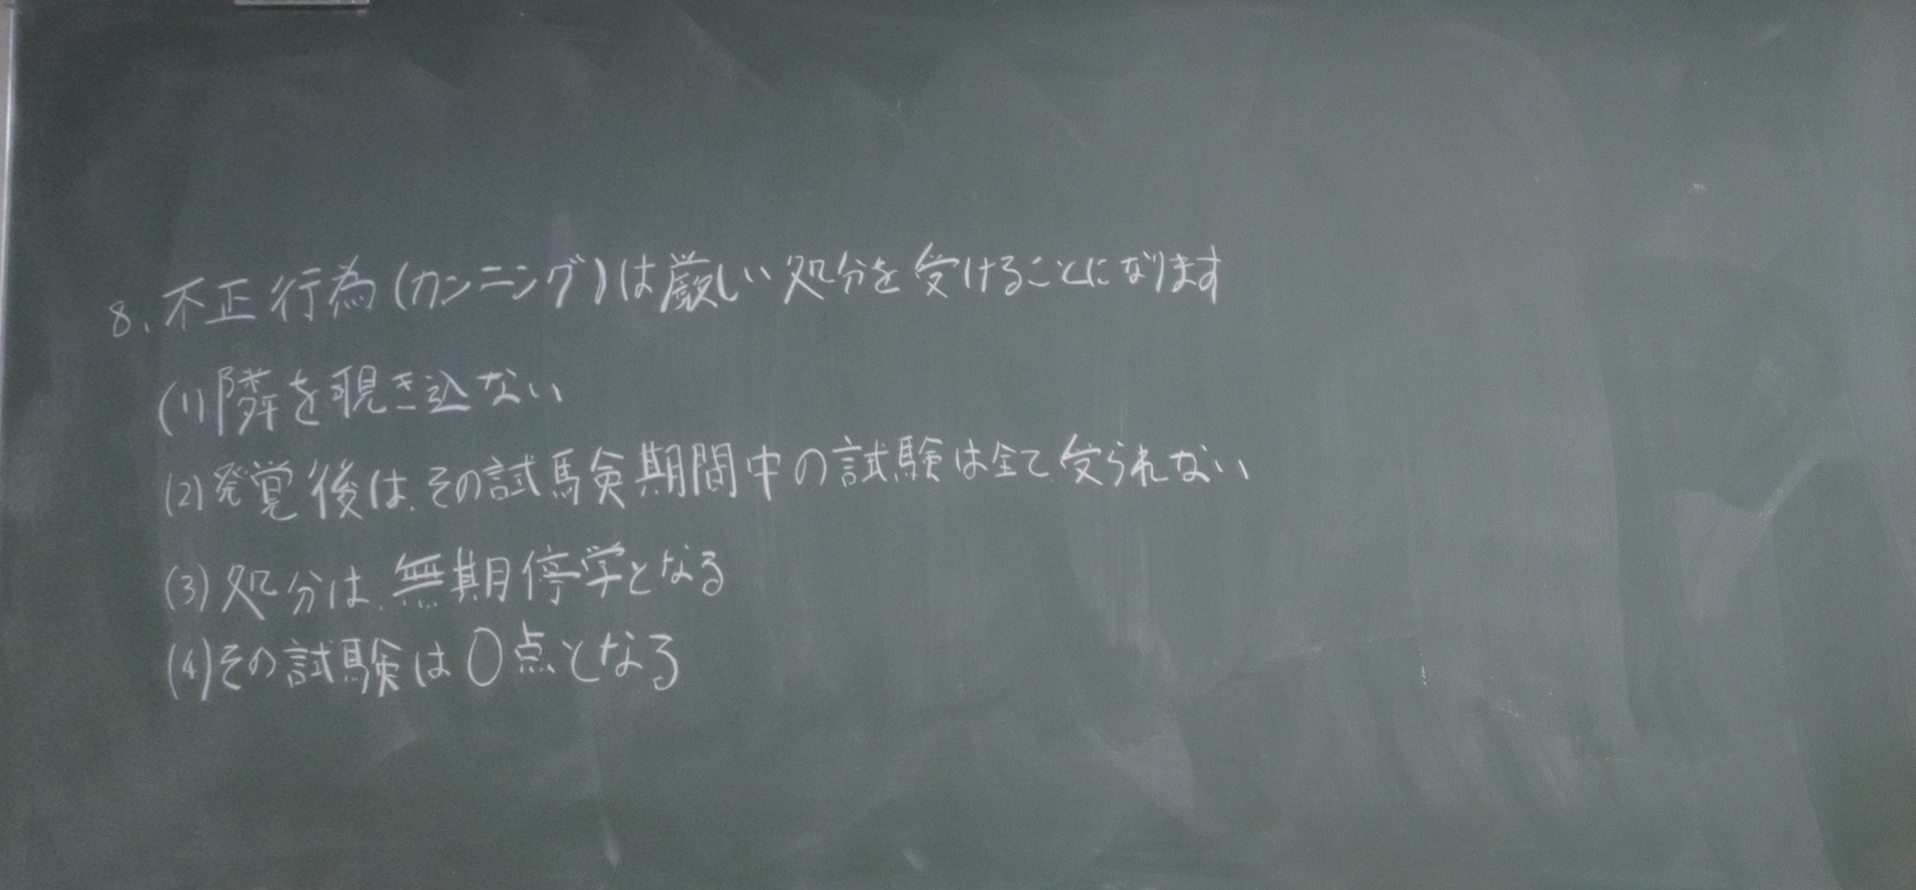 8、不正行為(カンニング)は厳しい処分を受けることになります
(1)隣を覗き込ない
(2)発覚後は、その試験期間中の試験は全て受られない
(3)処分は、無期停学となる
(4)その試験は0点となる